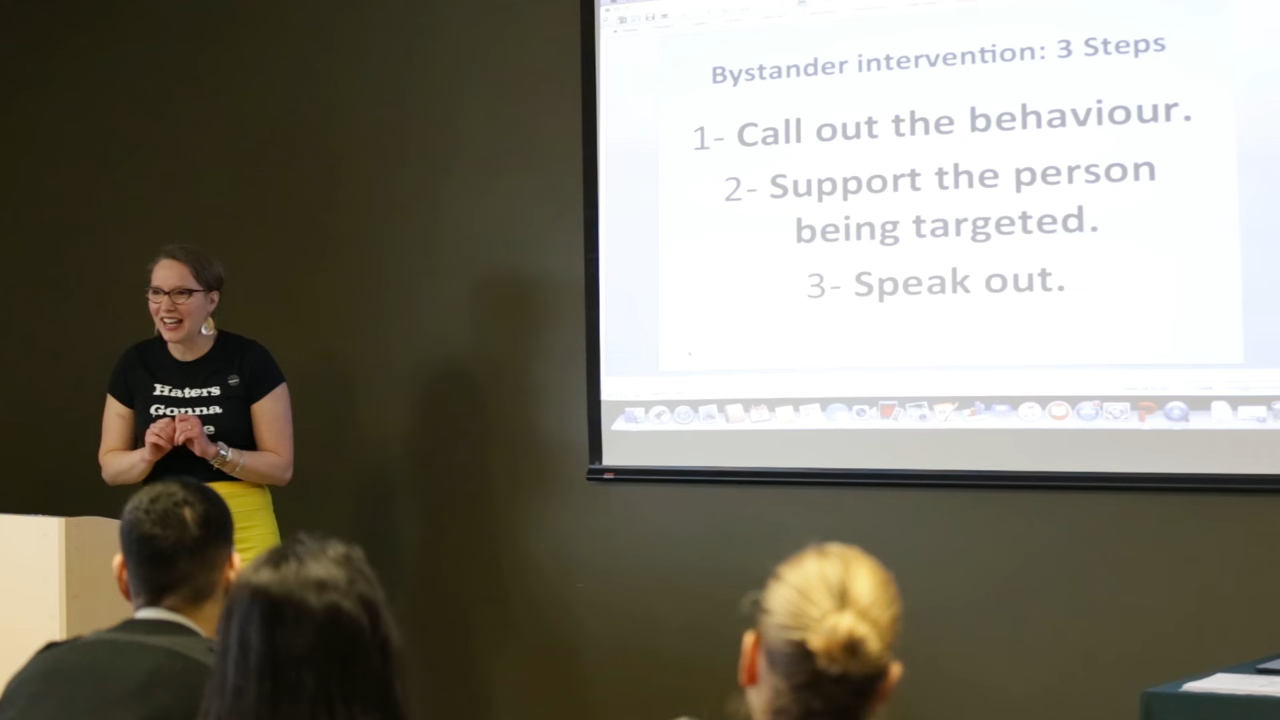 Bystander intervention: 3 Steps
1- Call out the behaviour.
2- Support the person
being targeted.
3- Speak out.
Haters
Gonna